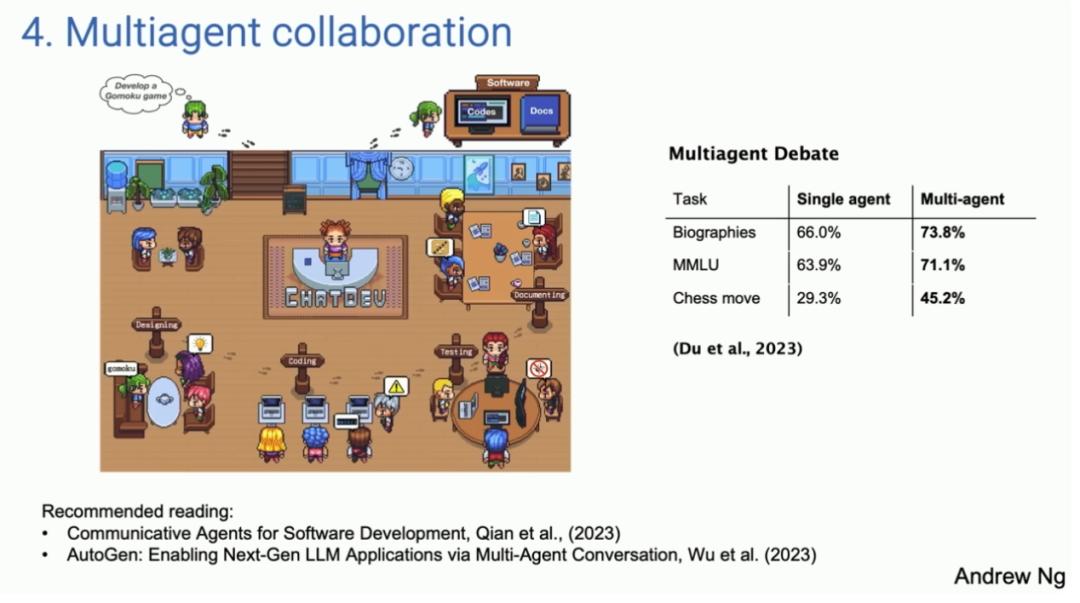 4. Multiagent collaboration
Develop a
Gomoku game
Software
Codes
Docs
CHATDEV
Documenting
Designing
gomoku
Coding
Testing
Multiagent Debate
Task Single agent Multi-agent
Biographies 66.0% 73.8%
MMLU 63.9% 71.1%
Chess move 29.3% 45.2%
(Du et al., 2023)
Recommended reading:
• Communicative Agents for Software Development, Qian et al., (2023)
• AutoGen: Enabling Next-Gen LLM Applications via Multi-Agent Conversation, Wu et al. (2023)
Andrew Ng